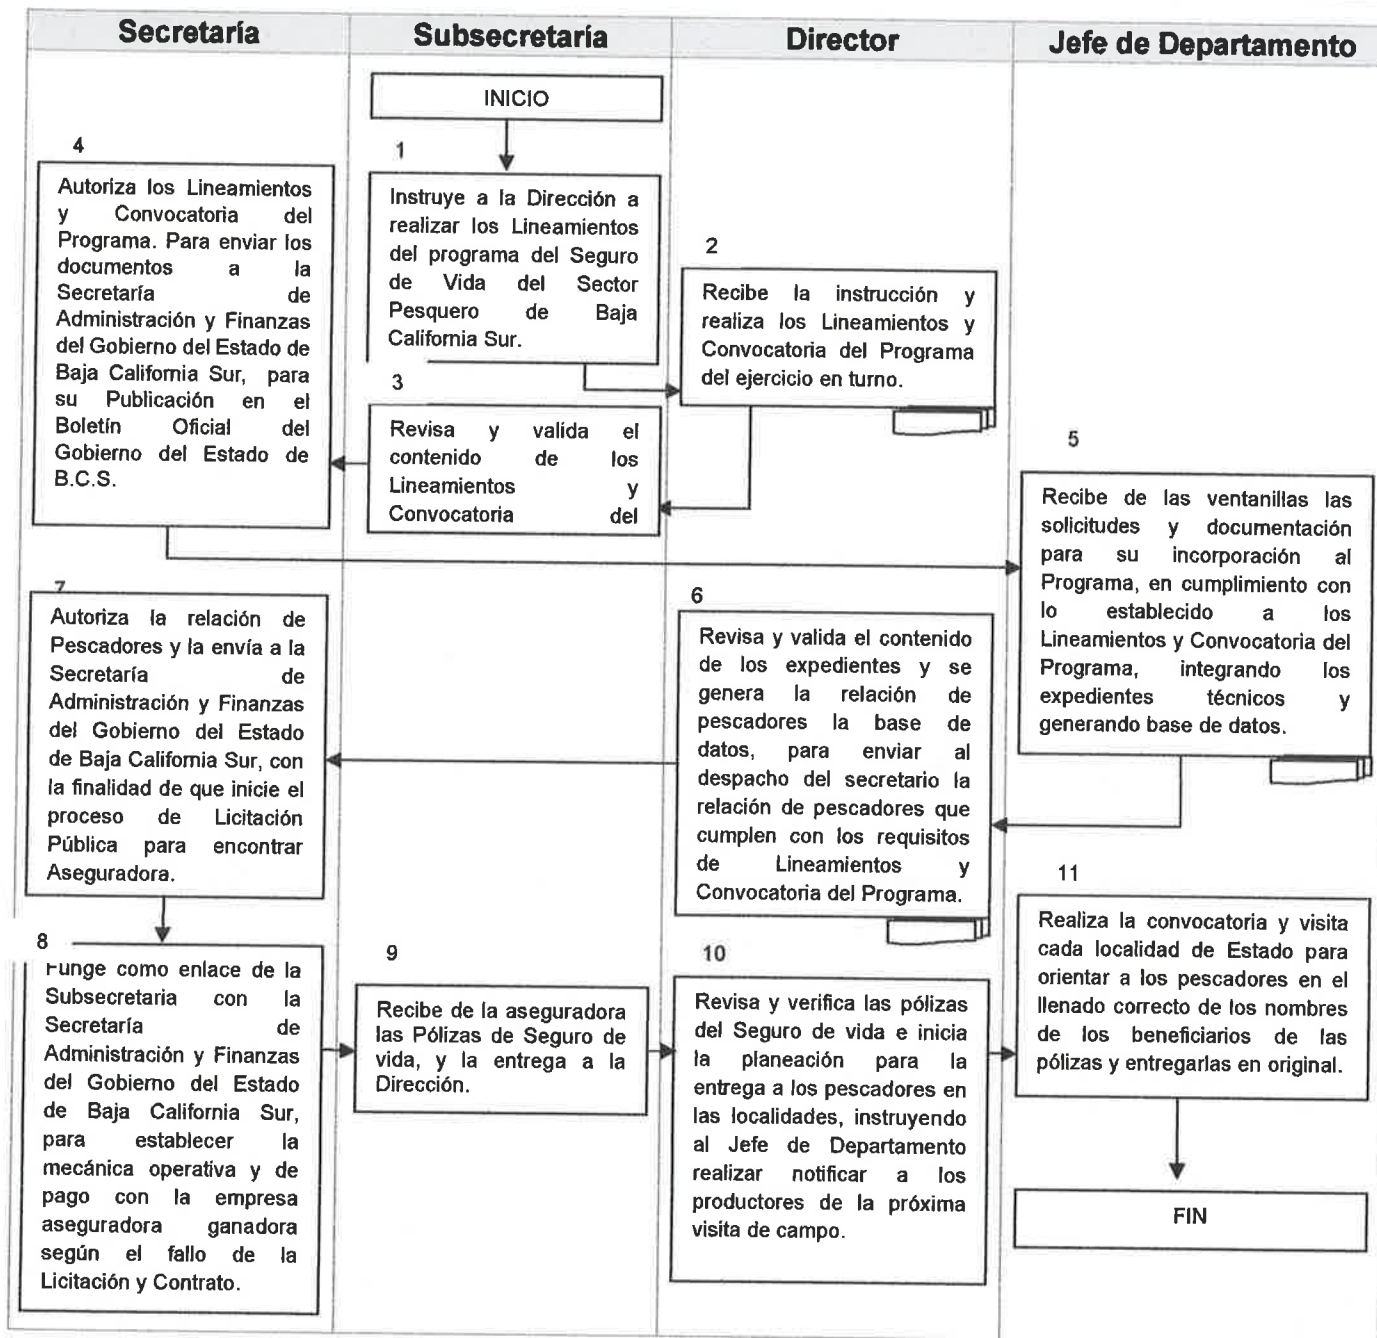 Secretaría
Subsecretaría
Director
Jefe de Departamento
INICIO
1
Instruye a la Dirección a
realizar los Lineamientos
del programa del Seguro
de Vida del Sector
Pesquero de Baja
California Sur.
2
Recibe la instrucción y
realiza los Lineamientos y
Convocatoria del Programa
del ejercicio en turno.
3
Revisa y valida el
contenido de los
Lineamientos y
Convocatoria del
4
Autoriza los Lineamientos
y Convocatoria del
Programa. Para enviar los
documentos a la
Secretaría de
Administración y Finanzas
del Gobierno del Estado de
Baja California Sur, para
su Publicación en el
Boletín Oficial del
Gobierno del Estado de
B.C.S.
5
Recibe de las ventanillas las
solicitudes y documentación
para su incorporación al
Programa, en cumplimiento con
lo establecido a los
Lineamientos y Convocatoria del
Programa, integrando los
expedientes técnicos y
generando base de datos.
6
Revisa y valida el contenido
de los expedientes y se
genera la relación de
pescadores la base de
datos, para enviar al
despacho del secretario la
relación de pescadores que
cumplen con los requisitos
de Lineamientos y
Convocatoria del Programa.
7
Autoriza la relación de
Pescadores y la envía a la
Secretaría de
Administración y Finanzas
del Gobierno del Estado
de Baja California Sur, con
la finalidad de que inicie el
proceso de Licitación
Pública para encontrar
Aseguradora.
8
Funge como enlace de la
Subsecretaria con la
Secretaría de
Administración y Finanzas
del Gobierno del Estado
de Baja California Sur,
para establecer la
mecánica operativa y de
pago con la empresa
aseguradora ganadora
según el fallo de la
Licitación y Contrato.
9
Recibe de la aseguradora
las Pólizas de Seguro de
vida, y la entrega a la
Dirección.
10
Revisa y verifica las pólizas
del Seguro de vida e inicia
la planeación para la
entrega a los pescadores en
las localidades, instruyendo
al Jefe de Departamento
realizar notificar a los
productores de la próxima
visita de campo.
11
Realiza la convocatoria y visita
cada localidad de Estado para
orientar a los pescadores en el
llenado correcto de los nombres
de los beneficiarios de las
pólizas y entregarlas en original.
FIN